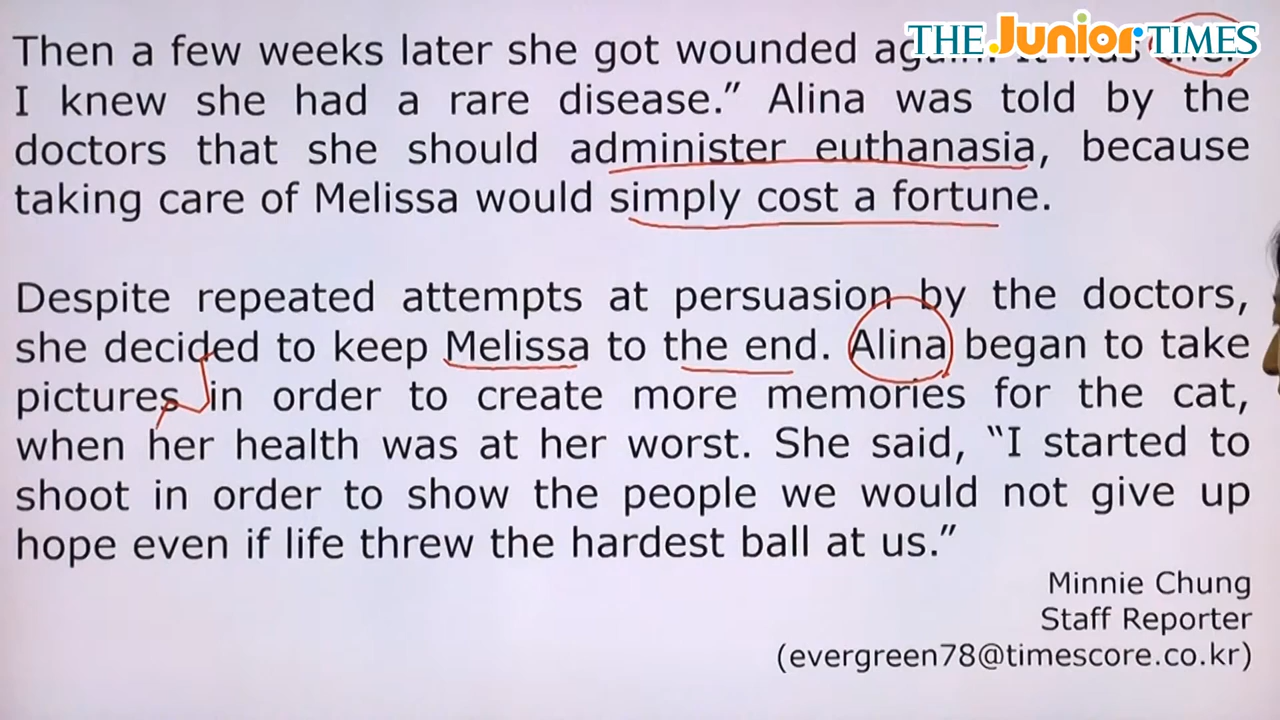 THE Junior TIMES
Then a few weeks later she got wounded again. It was then
I knew she had a rare disease.” Alina was told by the
doctors that she should administer euthanasia, because
taking care of Melissa would simply cost a fortune.
Despite repeated attempts at persuasion by the doctors,
she decided to keep Melissa to the end. Alina began to take
pictures in order to create more memories for the cat,
when her health was at her worst. She said, “I started to
shoot in order to show the people we would not give up
hope even if life threw the hardest ball at us.”
Minnie Chung
Staff Reporter
(evergreen78@timescore.co.kr)